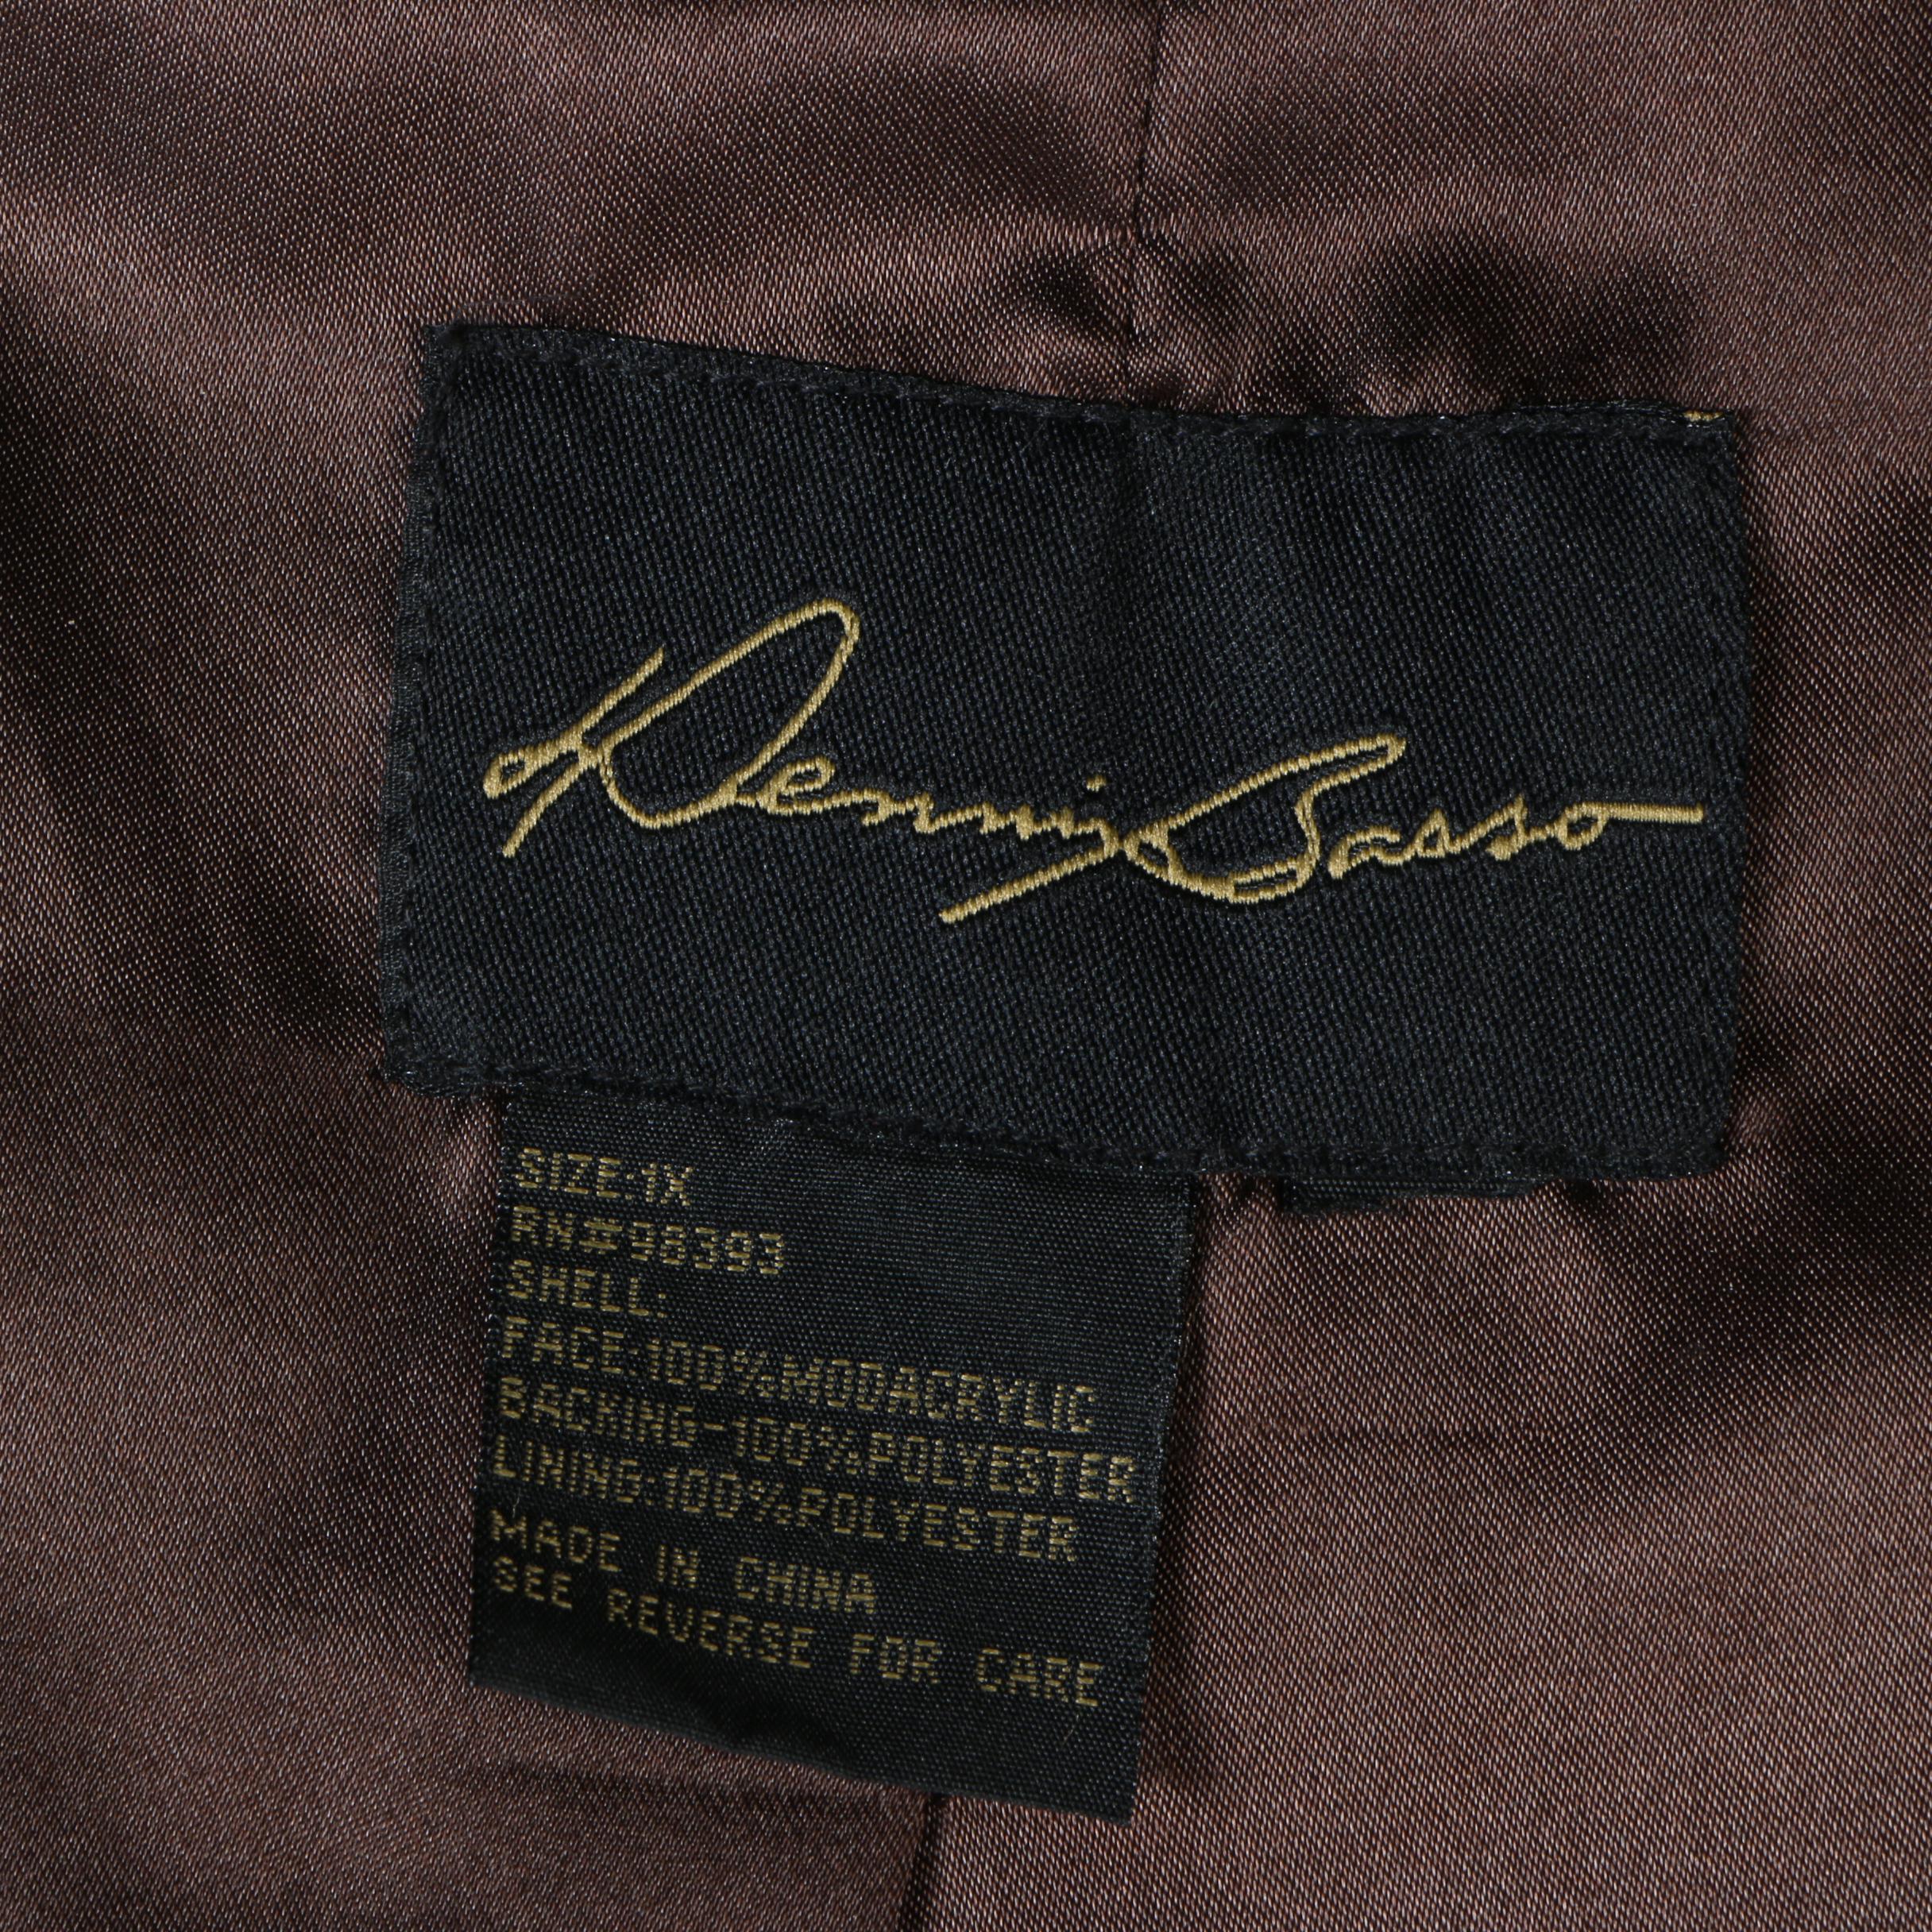 Dennis Basso
SIZE:1X
RN#98393
SHELL:
FACE:100%MODACRYLIC
BACKING-100%POLYESTER
LINING:100%POLYESTER
MADE IN CHINA
SEE REVERSE FOR CARE